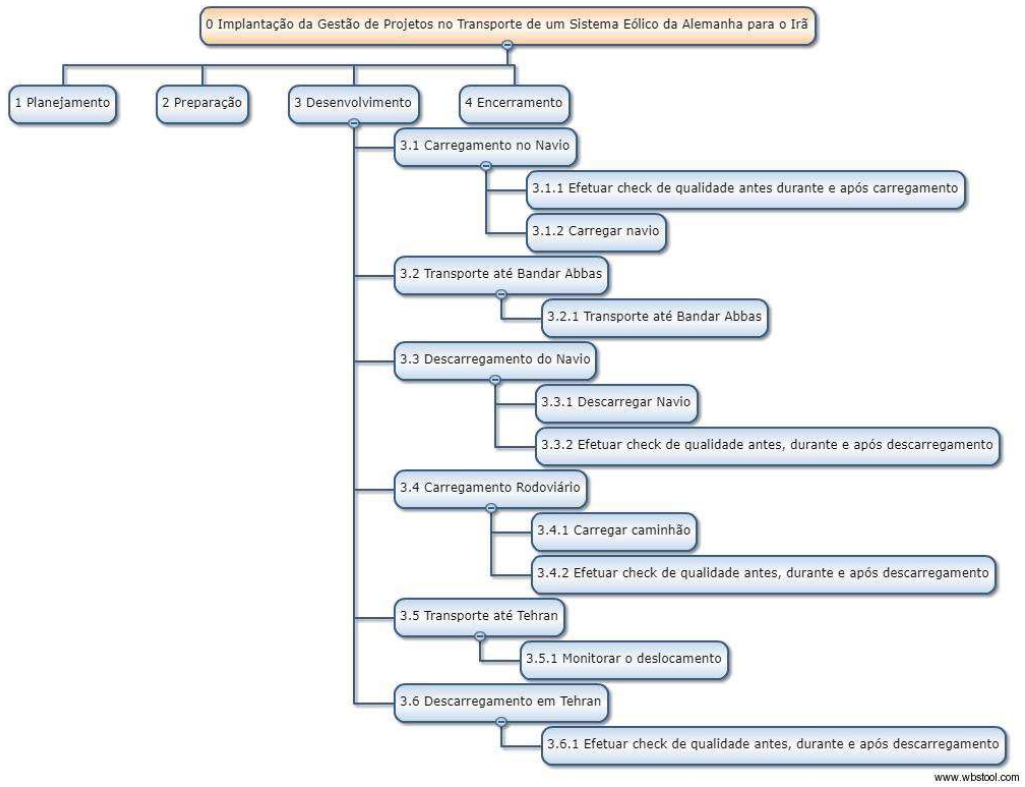 0 Implantação da Gestão de Projetos no Transporte de um Sistema Eólico da Alemanha para o Irã
1 Planejamento
2 Preparação
3 Desenvolvimento
4 Encerramento
3.1 Carregamento no Navio
3.1.1 Efetuar check de qualidade antes durante e após carregamento
3.1.2 Carregar navio
3.2 Transporte até Bandar Abbas
3.2.1 Transporte até Bandar Abbas
3.3 Descarregamento do Navio
3.3.1 Descarregar Navio
3.3.2 Efetuar check de qualidade antes, durante e após descarregamento
3.4 Carregamento Rodoviário
3.4.1 Carregar caminhão
3.4.2 Efetuar check de qualidade antes, durante e após descarregamento
3.5 Transporte até Tehran
3.5.1 Monitorar o deslocamento
3.6 Descarregamento em Tehran
3.6.1 Efetuar check de qualidade antes, durante e após descarregamento
www.wbstool.com